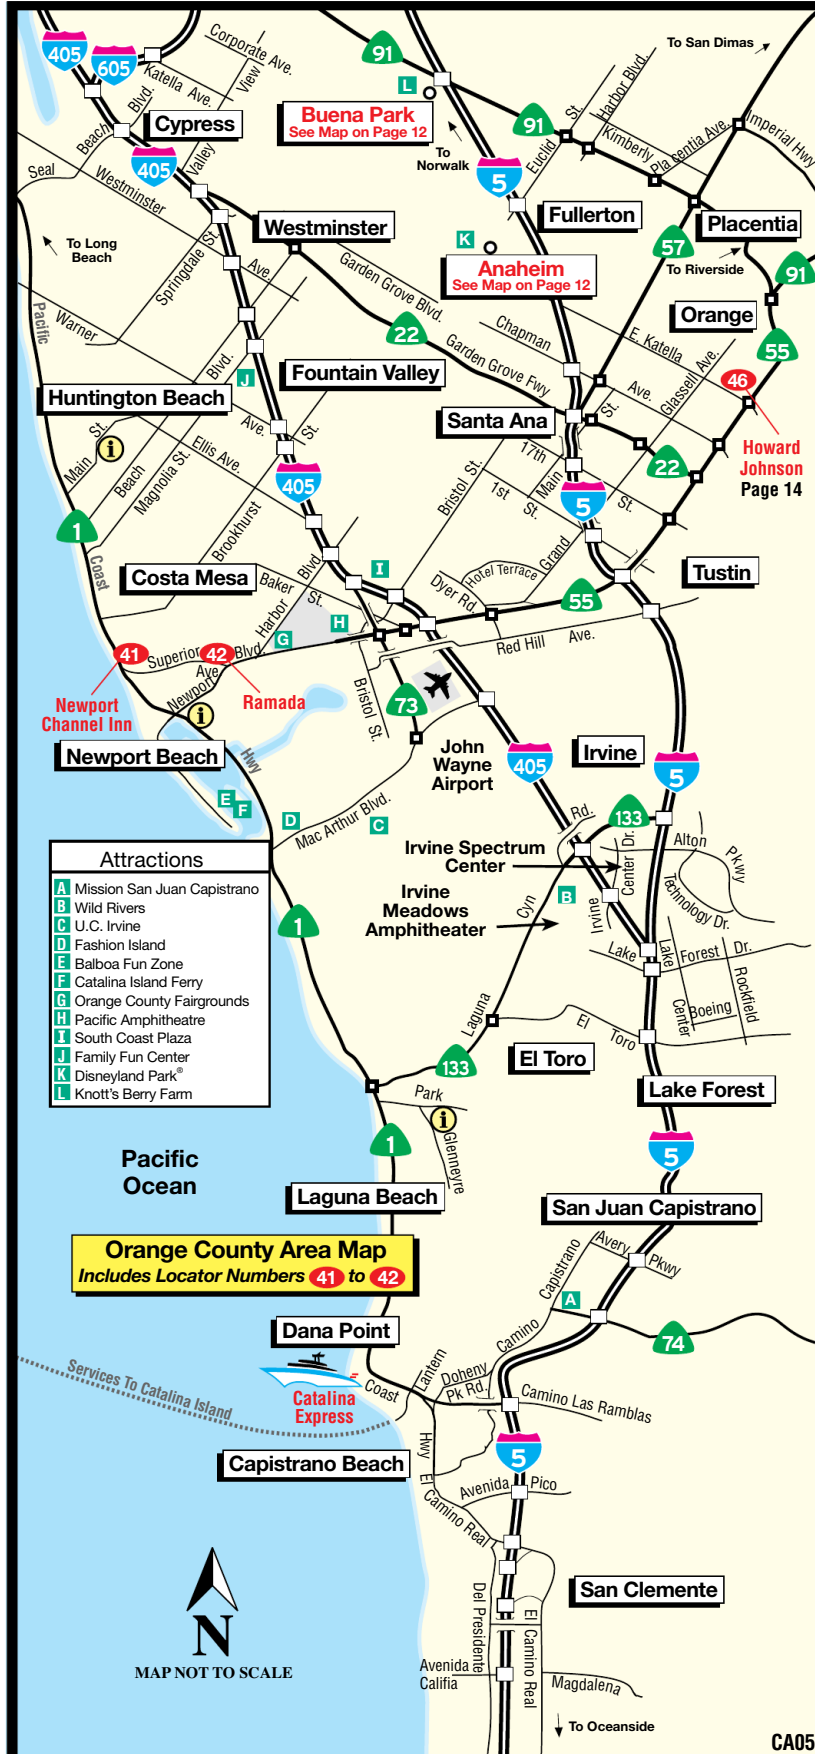 405
605
Corporate Ave.
Katella Ave.
View
Valley
91
To San Dimas
L
Buena Park
See Map on Page 12
To
Norwalk
91
Euclid St.
Harbor Blvd.
Kimberly
Placentia Ave.
Imperial Hwy
Cypress
Beach Blvd.
405
Seal
Westminster Ave.
5
Fullerton
Placentia
57
To Riverside
91
To Long
Beach
Westminster
Springdale St.
K
Anaheim
See Map on Page 12
Garden Grove Blvd.
22
Garden Grove Fwy
Chapman Ave.
E. Katella
Orange
55
Pacific
Warner Ave.
J
Fountain Valley
Huntington Beach
Santa Ana
Glassell Ave.
46
Howard
Johnson
Page 14
Main St.
i
Beach Blvd.
Magnolia St.
Ellis Ave.
Brookhurst St.
405
Bristol St.
17th St.
Main St.
1st St.
22
5
1
Coast
Costa Mesa
Baker St.
Harbor Blvd.
I
Hotel Terrace
Dyer Rd.
Grand
55
Tustin
H
G
Red Hill Ave.
41
Superior Ave.
42
Blvd.
Newport
Newport
Channel Inn
Ramada
Bristol St.
73
i
Newport Beach
Hwy
John
Wayne
Airport
405
Irvine
5
E
F
D
Mac Arthur Blvd.
C
133
Rd.
Alton Pkwy
Irvine Spectrum
Center
Irvine Center Dr.
Technology Dr.
Irvine
Meadows
Amphitheater
B
Laguna Cyn
1
Lake Forest Dr.
Lake
Center
Boeing
Rockfield
El Toro
133
El Toro
Lake Forest
Attractions
A Mission San Juan Capistrano
B Wild Rivers
C U.C. Irvine
D Fashion Island
E Balboa Fun Zone
F Catalina Island Ferry
G Orange County Fairgrounds
H Pacific Amphitheatre
I South Coast Plaza
J Family Fun Center
K Disneyland Park®
L Knott's Berry Farm
Park
i
Glenneyre
1
5
Pacific
Ocean
Laguna Beach
San Juan Capistrano
Orange County Area Map
Includes Locator Numbers 41 to 42
Avery Pkwy
Camino Capistrano
A
74
Dana Point
Services To Catalina Island
Catalina
Express
Coast
Hwy
Lantern
Doheny
Pk Rd.
Camino Las Ramblas
5
Capistrano Beach
Avenida Pico
El Camino Real
San Clemente
Del Presidente
El Camino Real
Avenida
Califia
Magdalena
To Oceanside
N
MAP NOT TO SCALE
CA05